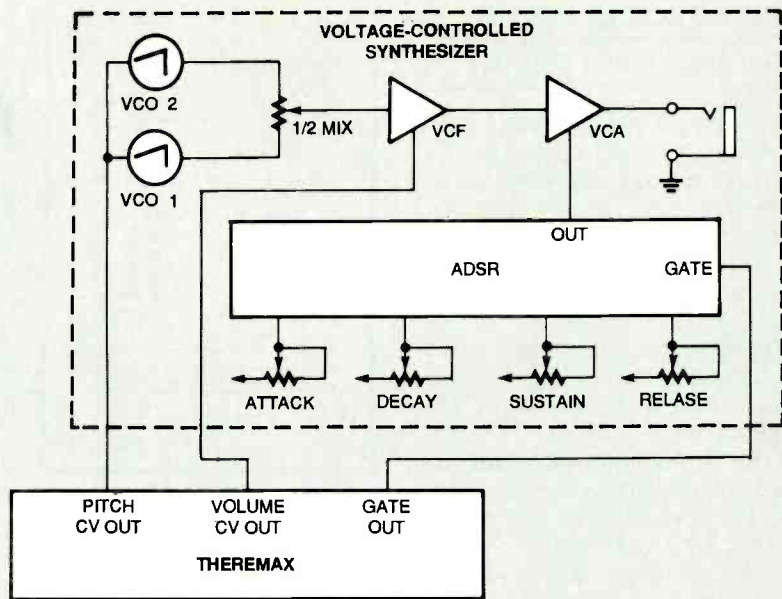 VOLTAGE-CONTROLLED
SYNTHESIZER
VCO 2
1/2 MIX
VCF
VCA
VCO 1
OUT
ADSR
GATE
ATTACK
DECAY
SUSTAIN
RELASE
PITCH
CV OUT
VOLUME
CV OUT
GATE
OUT
THEREMAX